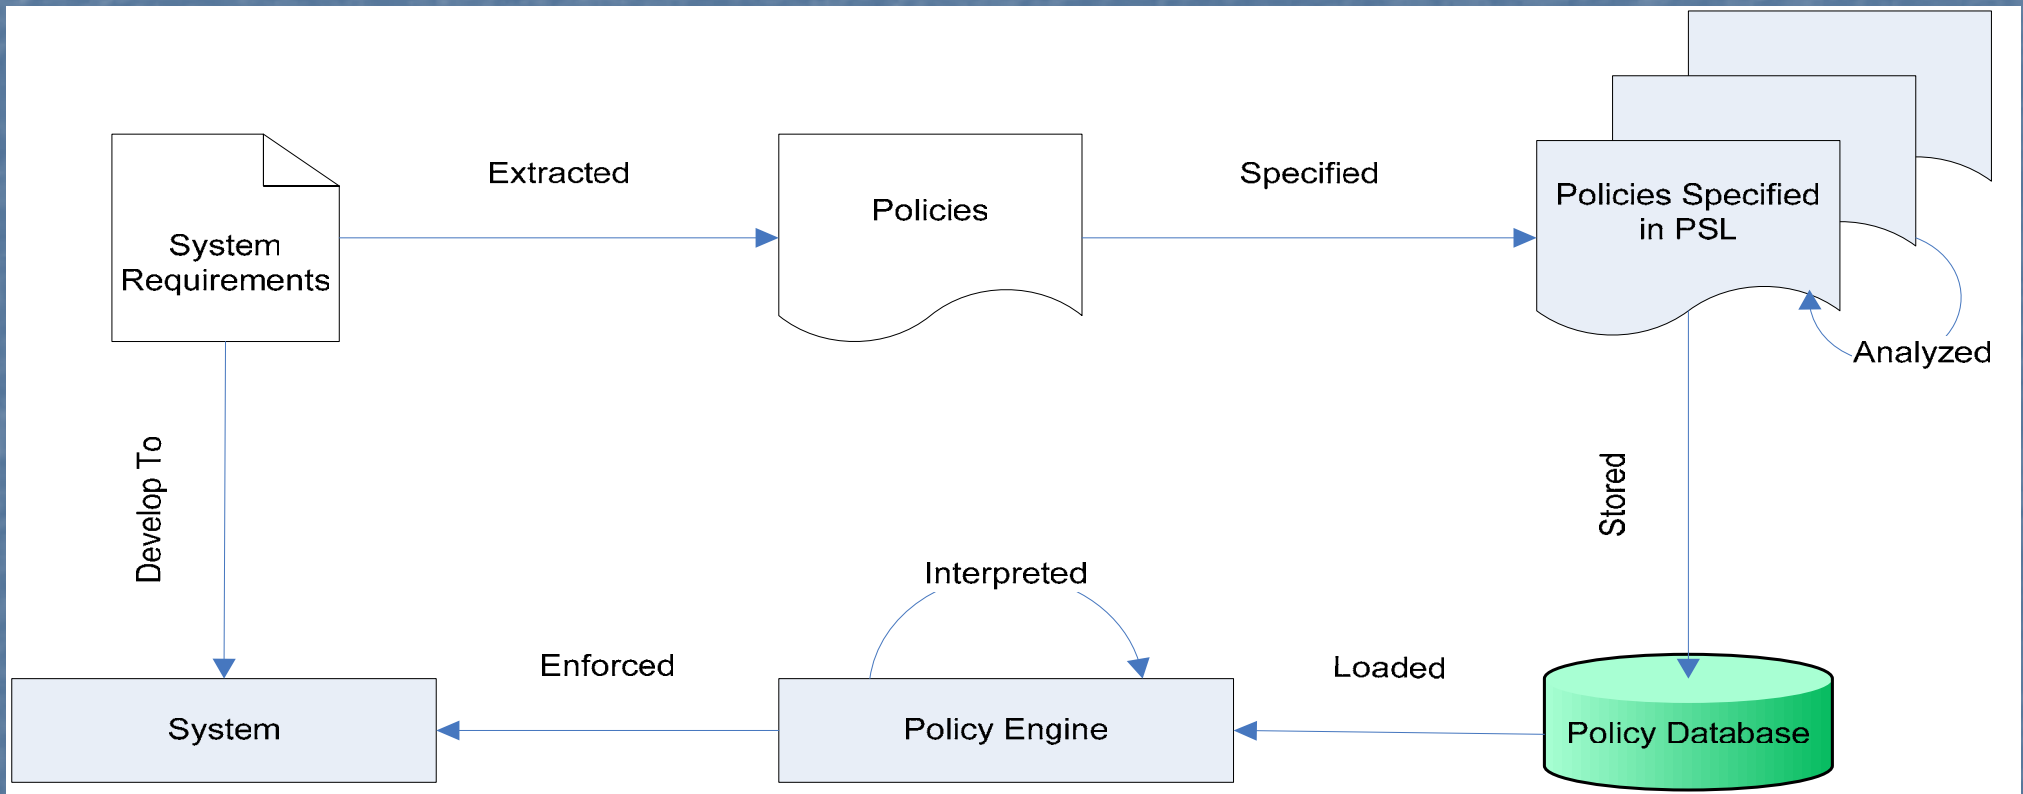 Extracted
Specified
Policies Specified
in PSL
Policies
System
Requirements
Analyzed
Develop To
Stored
Interpreted
Enforced
Loaded
System
Policy Engine
Policy Database